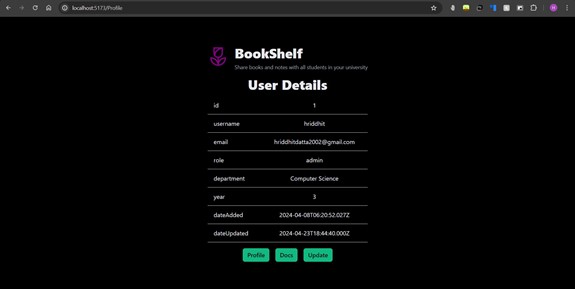 localhost:5173/Profile
BookShelf
Share books and notes with all students in your university
User Details
id 1
username hriddhit
email hriddhitdatta2002@gmail.com
role admin
department Computer Science
year 3
dateAdded 2024-04-08T06:20:52.027Z
dateUpdated 2024-04-23T18:44:40.000Z
Profile Docs Update